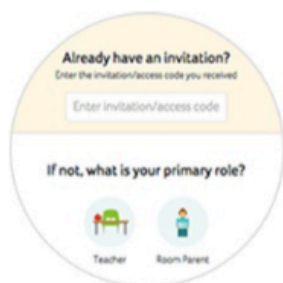 Already have an invitation?
Enter the invitation/access code you received
Enter invitation/access code
If not, what is your primary role?
Teacher Room Parent